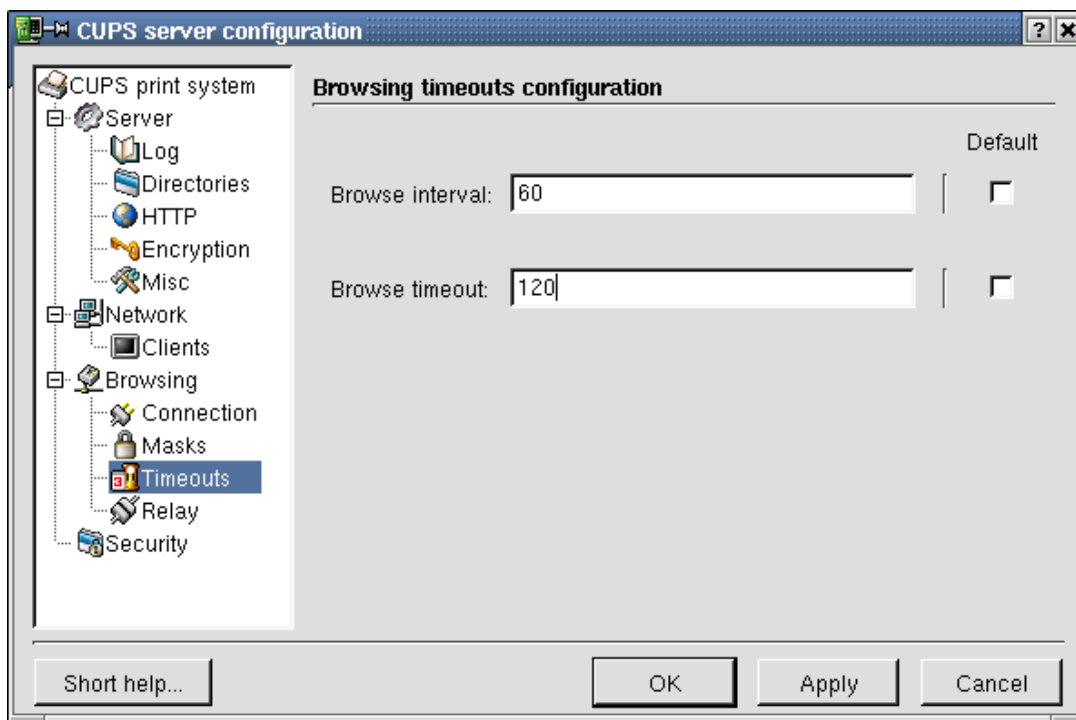 CUPS server configuration
CUPS print system
Server
Log
Directories
HTTP
Encryption
Misc
Network
Clients
Browsing
Connection
Masks
Timeouts
Relay
Security
Browsing timeouts configuration
Default
Browse interval: 60
Browse timeout: 120
Short help... OK Apply Cancel